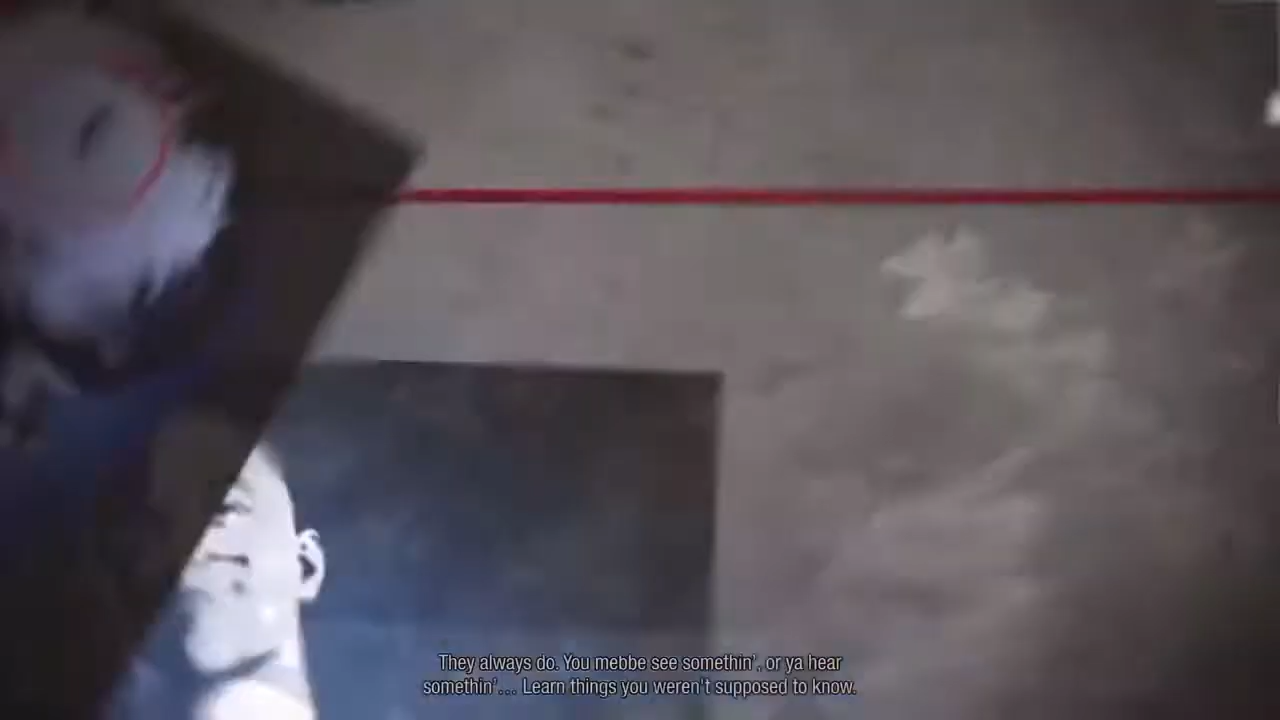 They always do. You mebbe see somethin', or ya hear
somethin'... Learn things you weren't supposed to know.